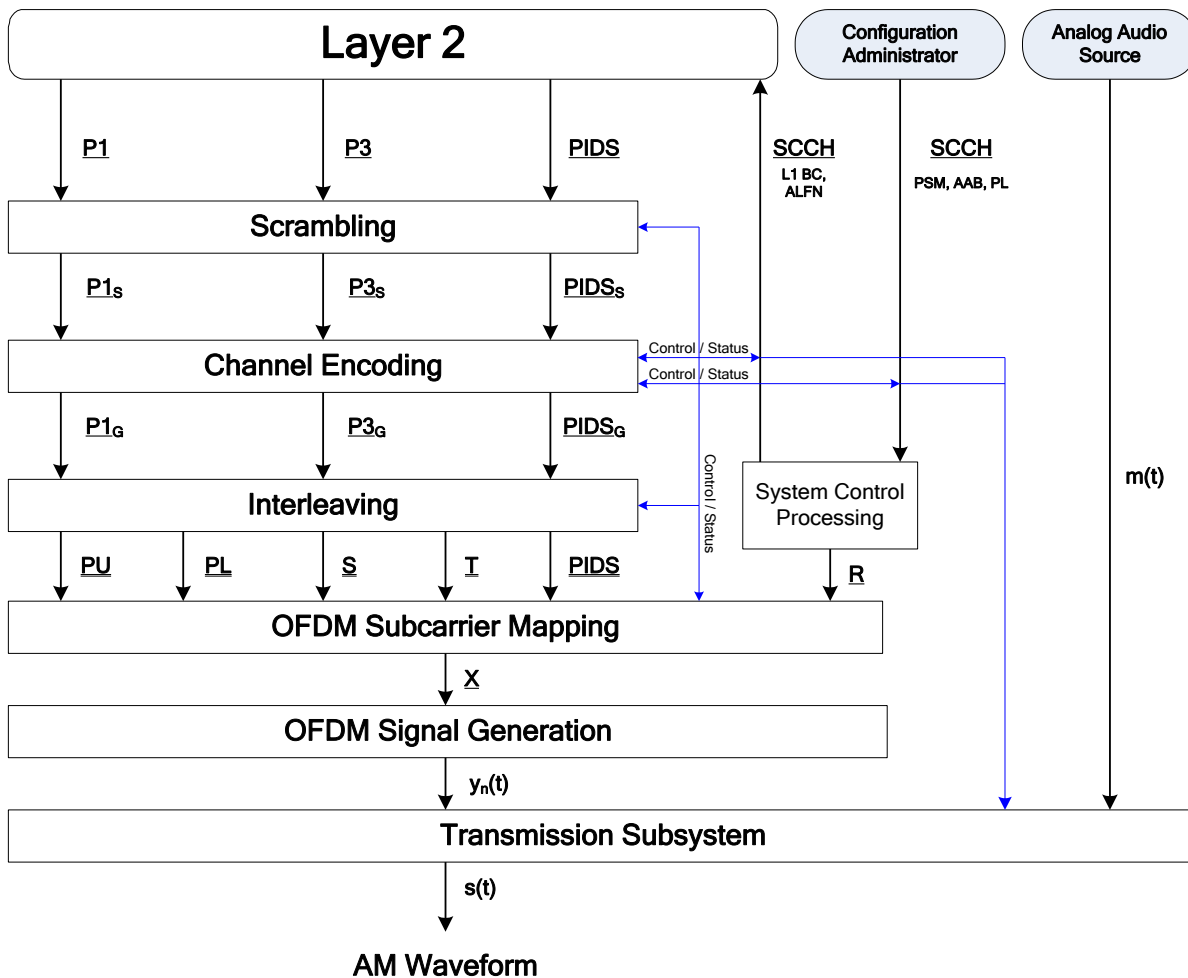 Layer 2
Configuration
Administrator
Analog Audio
Source
P1
P3
PIDS
SCCH
L1 BC,
ALFN
SCCH
PSM, AAB, PL
Scrambling
P1S
P3S
PIDSS
Channel Encoding
Control / Status
Control / Status
P1G
P3G
PIDSG
Control / Status
System Control
Processing
m(t)
Interleaving
PU
PL
S
T
PIDS
R
OFDM Subcarrier Mapping
X
OFDM Signal Generation
yn(t)
Transmission Subsystem
s(t)
AM Waveform